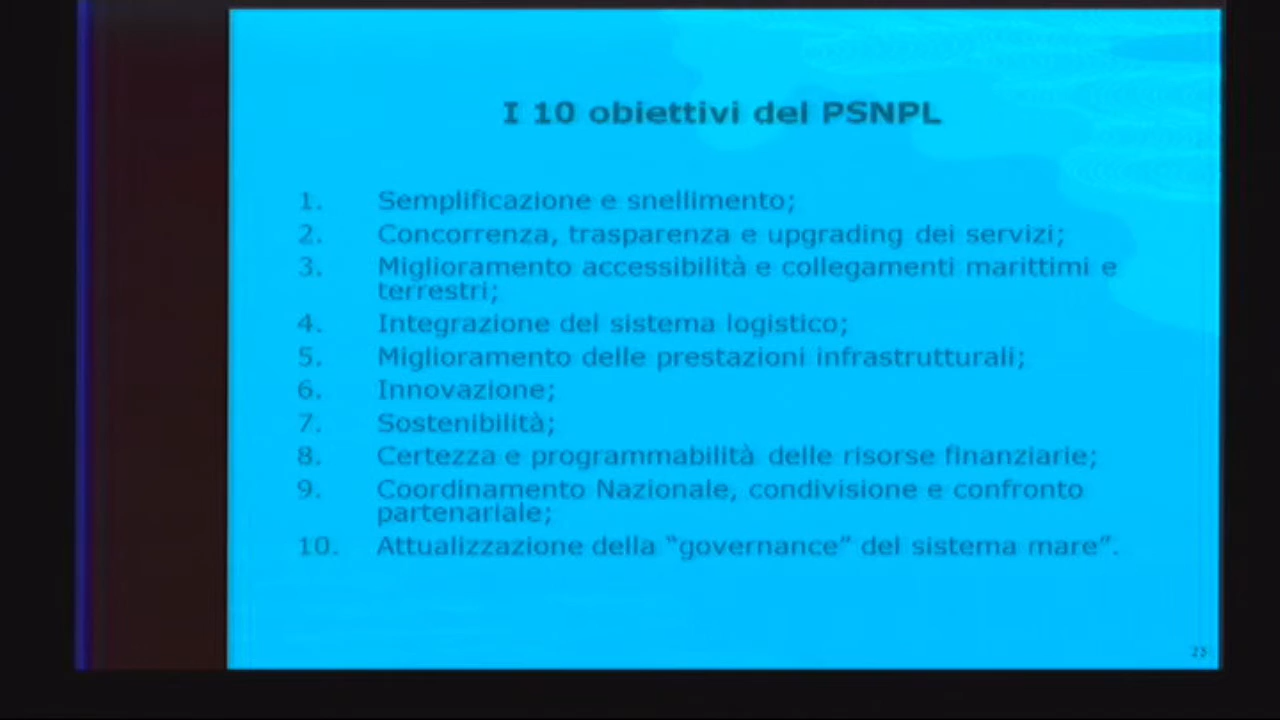 I 10 obiettivi del PSNPL
1. Semplificazione e snellimento;
2. Concorrenza, trasparenza e upgrading dei servizi;
3. Miglioramento accessibilità e collegamenti marittimi e
terrestri;
4. Integrazione del sistema logistico;
5. Miglioramento delle prestazioni infrastrutturali;
6. Innovazione;
7. Sostenibilità;
8. Certezza e programmabilità delle risorse finanziarie;
9. Coordinamento Nazionale, condivisione e confronto
partenariale;
10. Attualizzazione della “governance” del sistema mare”.